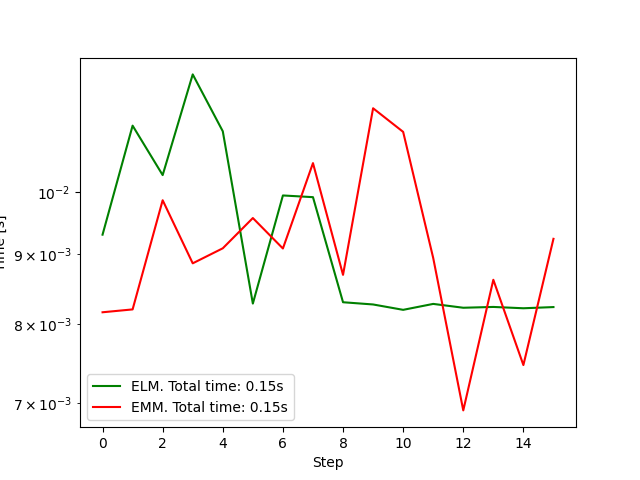 10⁻²
9 × 10⁻³
8 × 10⁻³
7 × 10⁻³
ELM. Total time: 0.15s
EMM. Total time: 0.15s
0 2 4 6 8 10 12 14
Step